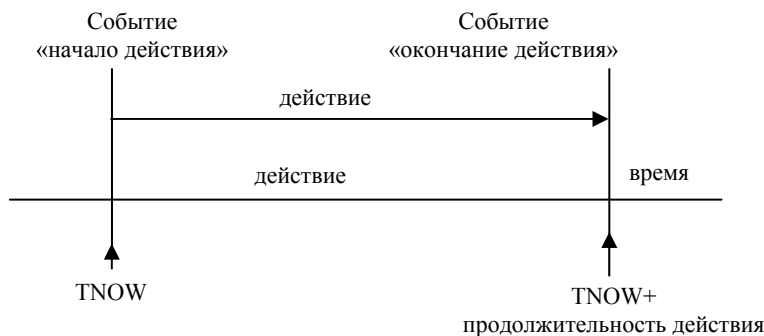 Событие
«начало действия»
Событие
«окончание действия»
действие
действие
время
TNOW
TNOW+
продолжительность действия